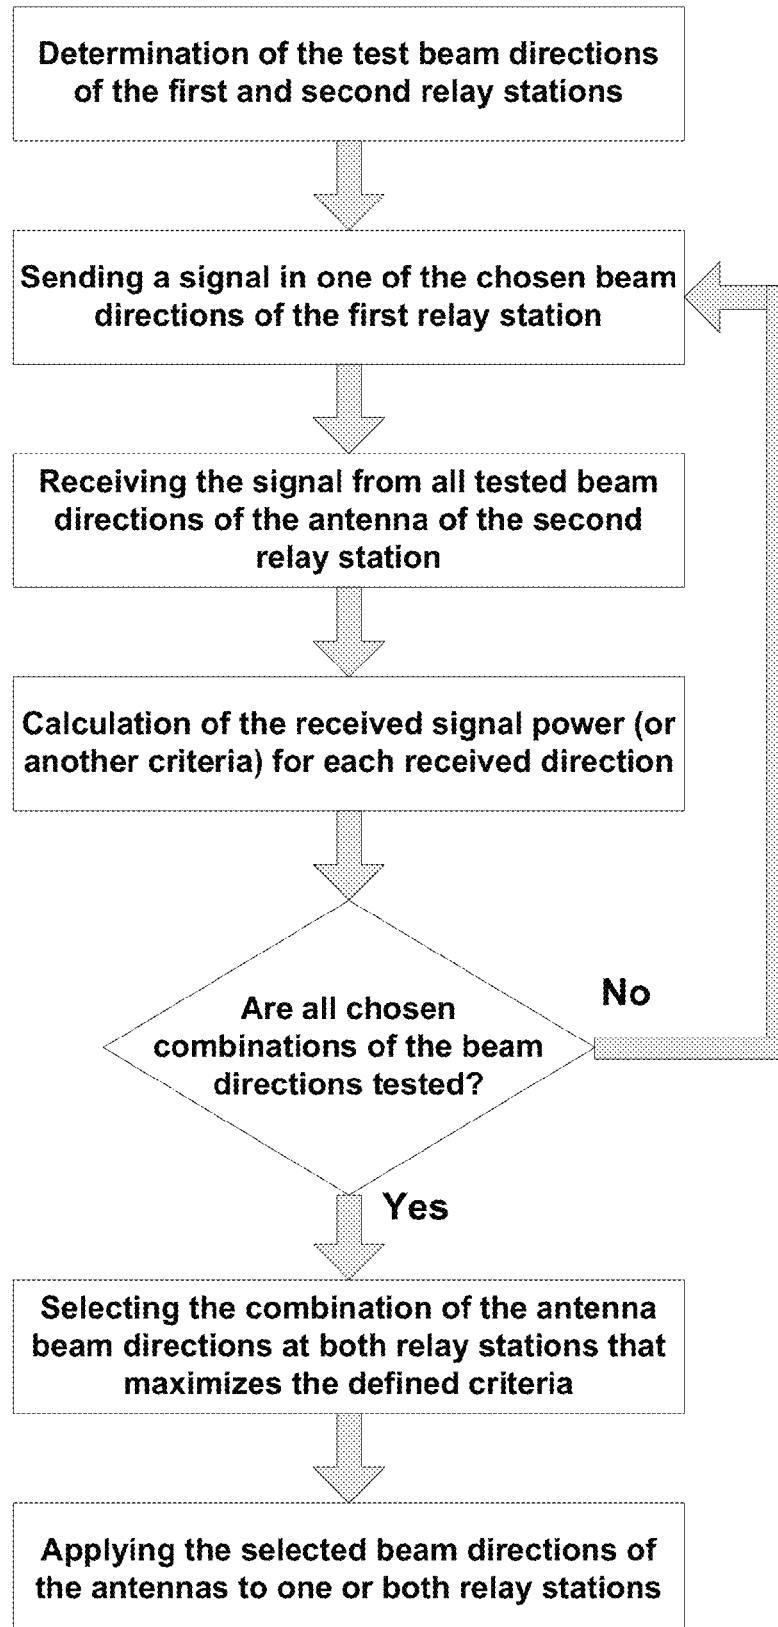 Determination of the test beam directions
of the first and second relay stations
Sending a signal in one of the chosen beam
directions of the first relay station
Receiving the signal from all tested beam
directions of the antenna of the second
relay station
Calculation of the received signal power (or
another criteria) for each received direction
Are all chosen
combinations of the beam
directions tested?
No
Yes
Selecting the combination of the antenna
beam directions at both relay stations that
maximizes the defined criteria
Applying the selected beam directions of
the antennas to one or both relay stations